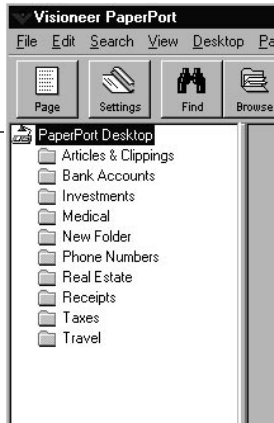 Visioneer PaperPort
File Edit Search View Desktop
Page Settings Find Browse
PaperPort Desktop
Articles & Clippings
Bank Accounts
Investments
Medical
New Folder
Phone Numbers
Real Estate
Receipts
Taxes
Travel